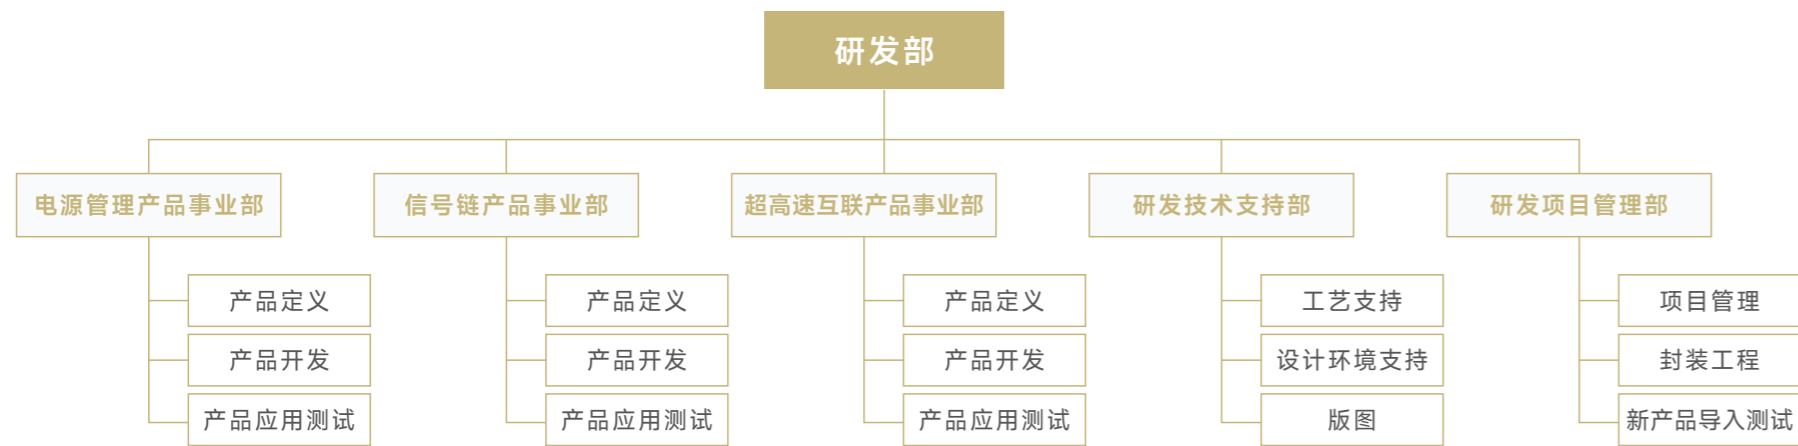 研发部
电源管理产品事业部
信号链产品事业部
超高速互联产品事业部
研发技术支持部
研发项目管理部
产品定义
产品开发
产品应用测试
产品定义
产品开发
产品应用测试
产品定义
产品开发
产品应用测试
工艺支持
设计环境支持
版图
项目管理
封装工程
新产品导入测试